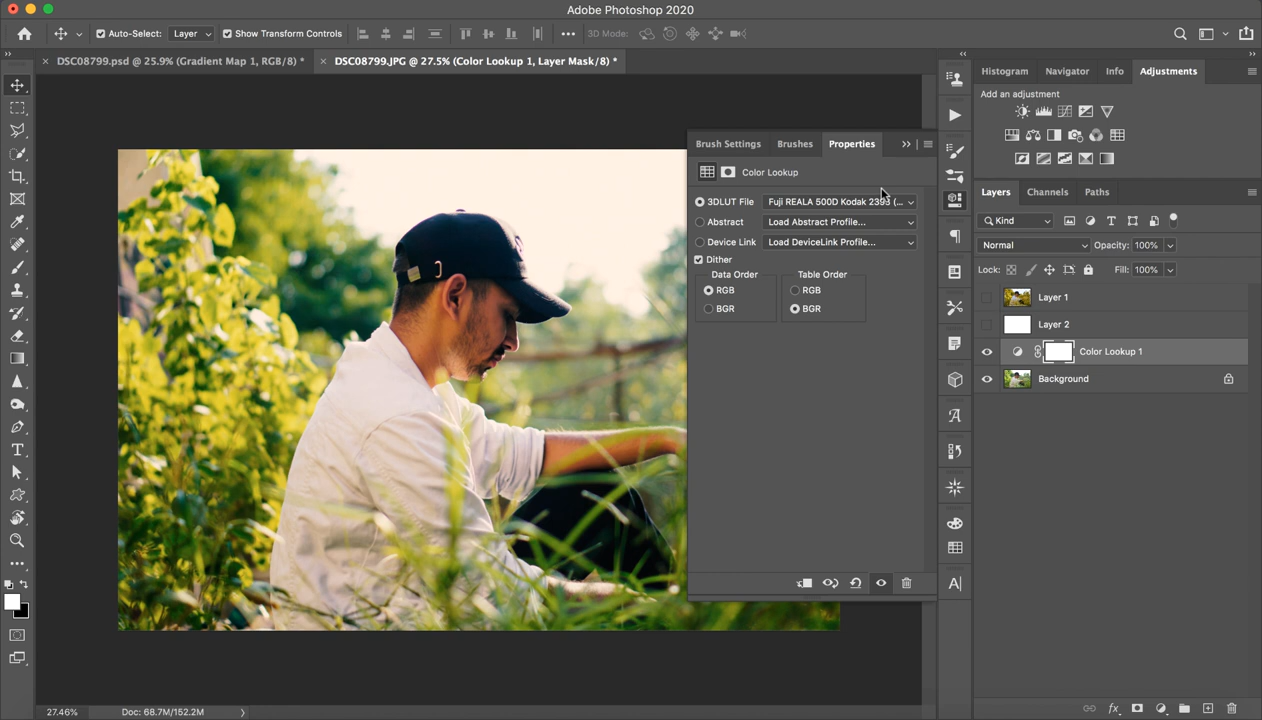 Adobe Photoshop 2020
Auto-Select: Layer Show Transform Controls 3D Mode:
DSC08799.psd @ 25.9% (Gradient Map 1, RGB/8) *
DSC08799.JPG @ 27.5% (Color Lookup 1, Layer Mask/8) *
Brush Settings Brushes Properties
Color Lookup
3DLUT File Fuji REALA 500D Kodak 2393 (...
Abstract Load Abstract Profile...
Device Link Load DeviceLink Profile...
Dither
Data Order Table Order
RGB RGB
BGR BGR
Histogram Navigator Info Adjustments
Add an adjustment
Layers Channels Paths
Kind
Normal Opacity: 100%
Lock: Fill: 100%
Layer 1
Layer 2
Color Lookup 1
Background
27.46% Doc: 68.7M/152.2M